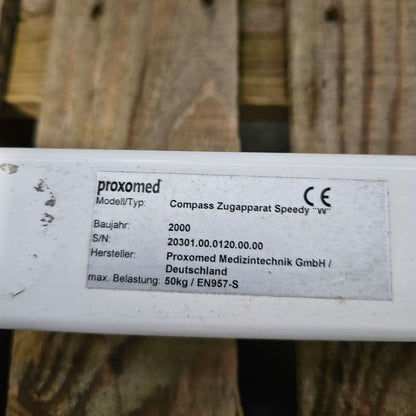 proxomed CE
Modell/Typ: Compass Zugapparat Speedy "W"
Baujahr: 2000
S/N: 20301.00.0120.00.00
Hersteller: Proxomed Medizintechnik GmbH /
Deutschland
max. Belastung: 50kg / EN957-S